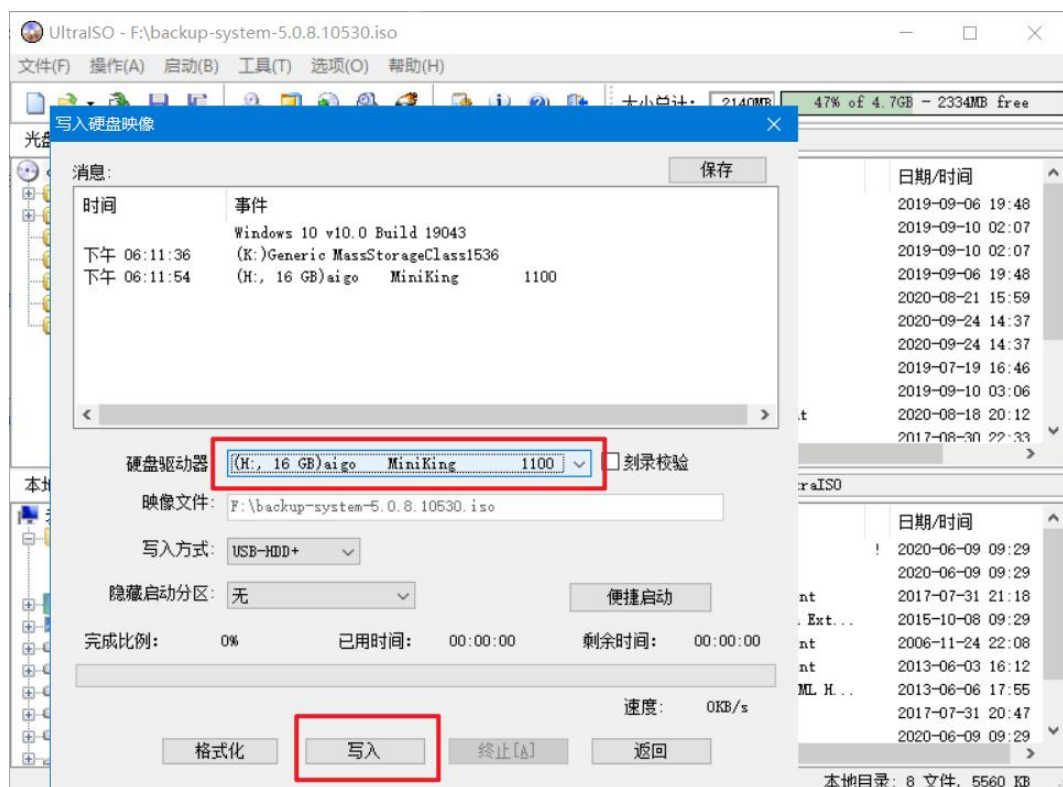 UltraISO - F:\backup-system-5.0.8.10530.iso
文件(F) 操作(A) 启动(B) 工具(T) 选项(O) 帮助(H)
大小总计: 2140MB 47% of 4.7GB - 2334MB free
写入硬盘映像
消息:
保存
时间 事件
Windows 10 v10.0 Build 19043
下午 06:11:36 (K:)Generic MassStorageClass1536
下午 06:11:54 (H:, 16 GB)aigo MiniKing 1100
硬盘驱动器 (H:, 16 GB)aigo MiniKing 1100 刻录校验
映像文件: F:\backup-system-5.0.8.10530.iso
写入方式: USB-HDD+
隐藏启动分区: 无 便捷启动
完成比例: 0% 已用时间: 00:00:00 剩余时间: 00:00:00
速度: 0KB/s
格式化 写入 终止[A] 返回
日期/时间
2019-09-06 19:48
2019-09-10 02:07
2019-09-10 02:07
2019-09-06 19:48
2020-08-21 15:59
2020-09-24 14:37
2020-09-24 14:37
2019-07-19 16:46
2019-09-10 03:06
2020-08-18 20:12
2017-08-30 22:33
raISO
日期/时间
! 2020-06-09 09:29
2020-06-09 09:29
nt 2017-07-31 21:18
Ext... 2015-10-08 09:29
nt 2006-11-24 22:08
nt 2013-06-03 16:12
ML H... 2013-06-06 17:55
2017-07-31 20:47
2020-06-09 09:29
本地目录: 8 文件, 5560 KB